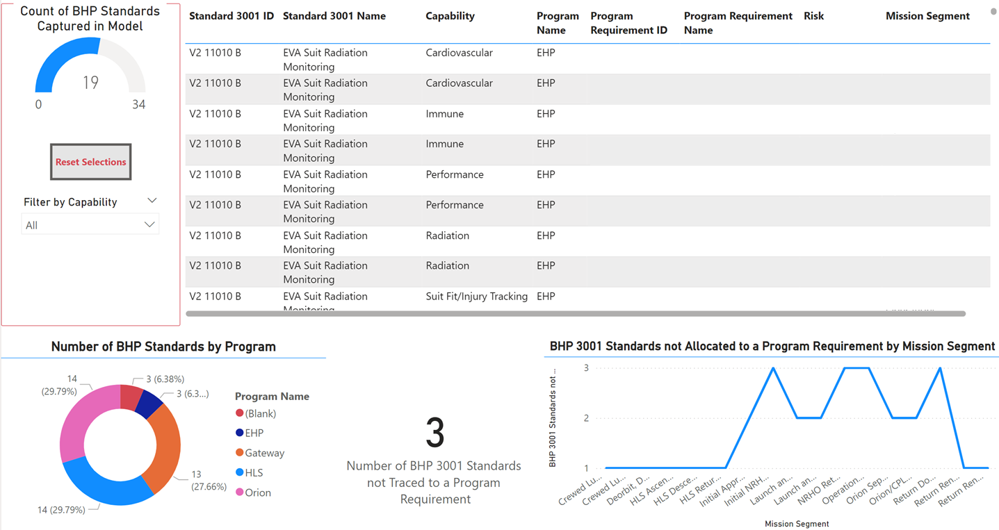 Count of BHP Standards
Captured in Model
19
0
34
Reset Selections
Filter by Capability
All
Standard 3001 ID Standard 3001 Name Capability Program Name Program Requirement ID Program Requirement Name Risk Mission Segment
V2 11010 B EVA Suit Radiation Monitoring Cardiovascular EHP
V2 11010 B EVA Suit Radiation Monitoring Cardiovascular EHP
V2 11010 B EVA Suit Radiation Monitoring Immune EHP
V2 11010 B EVA Suit Radiation Monitoring Immune EHP
V2 11010 B EVA Suit Radiation Monitoring Performance EHP
V2 11010 B EVA Suit Radiation Monitoring Performance EHP
V2 11010 B EVA Suit Radiation Monitoring Radiation EHP
V2 11010 B EVA Suit Radiation Monitoring Radiation EHP
V2 11010 B EVA Suit Radiation Monitoring Suit Fit/Injury Tracking EHP
Number of BHP Standards by Program
14
(29.79%)
3 (6.38%)
3 (6.3...)
13
(27.66%)
14 (29.79%)
Program Name
(Blank)
EHP
Gateway
HLS
Orion
3
Number of BHP 3001 Standards
not Traced to a Program
Requirement
BHP 3001 Standards not Allocated to a Program Requirement by Mission Segment
BHP 3001 Standards not ...
3
2
1
Crewed Lu...
Crewed Lu...
Deorbit, D...
HLS Ascen...
HLS Desce...
HLS Retur...
Initial Appr...
Initial NRH...
Launch an...
Launch an...
NRHO Ret...
Operation...
Orion Sep...
Orion/CPL...
Return Do...
Return Ren...
Return Ren...
Mission Segment